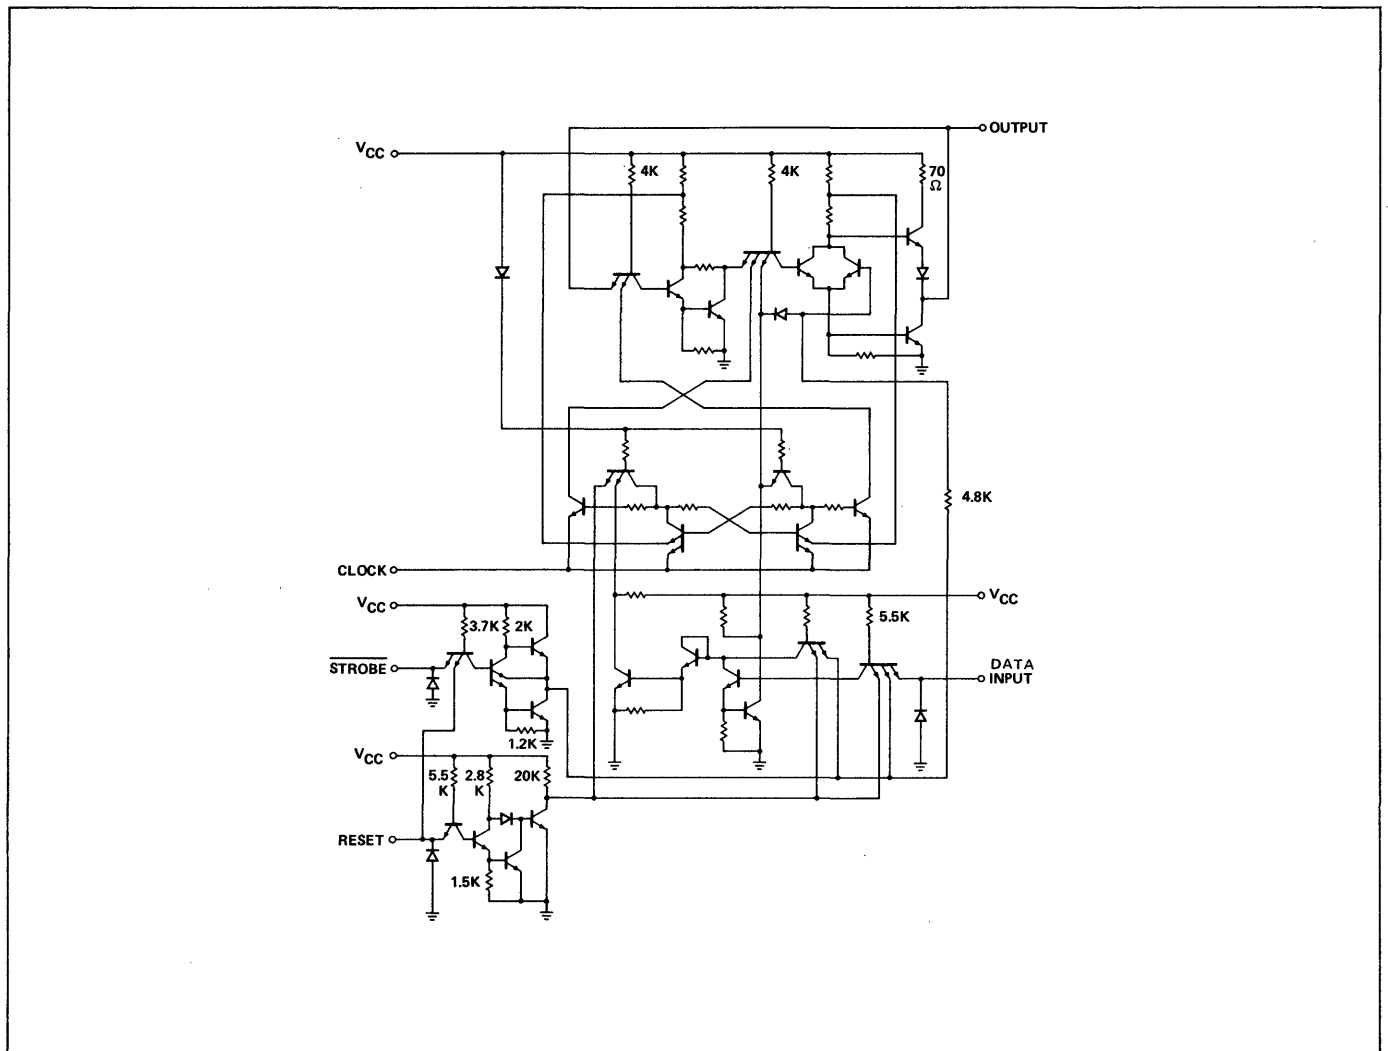 OUTPUT
VCC
4K
4K
70
Ω
4.8K
CLOCK
VCC
VCC
3.7K
2K
5.5K
STROBE
DATA
INPUT
1.2K
VCC
5.5
K
2.8
K
20K
RESET
1.5K